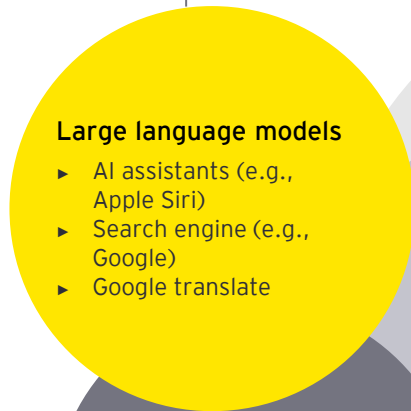 Large language models
► AI assistants (e.g.,
Apple Siri)
► Search engine (e.g.,
Google)
► Google translate